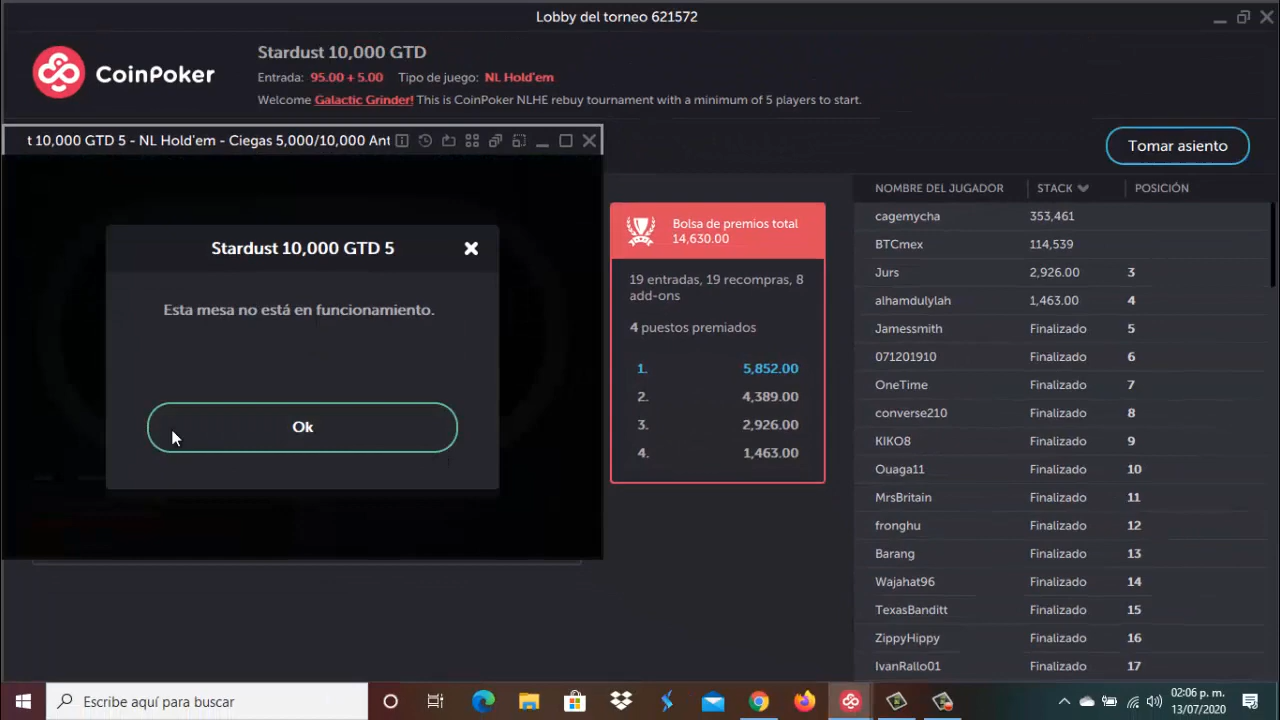 Lobby del torneo 621572
CoinPoker
Stardust 10,000 GTD
Entrada: 95.00 + 5.00 Tipo de juego: NL Hold'em
Welcome Galactic Grinder! This is CoinPoker NLHE rebuy tournament with a minimum of 5 players to start.
t 10,000 GTD 5 - NL Hold'em - Ciegas 5,000/10,000 Ant
Tomar asiento
Stardust 10,000 GTD 5
Esta mesa no está en funcionamiento.
Ok
Bolsa de premios total
14,630.00
19 entradas, 19 recompras, 8
add-ons
4 puestos premiados
1. 5,852.00
2. 4,389.00
3. 2,926.00
4. 1,463.00
NOMBRE DEL JUGADOR STACK POSICIÓN
cagemycha 353,461
BTCmex 114,539
Jurs 2,926.00 3
alhamdulylah 1,463.00 4
Jamessmith Finalizado 5
071201910 Finalizado 6
OneTime Finalizado 7
converse210 Finalizado 8
KIKO8 Finalizado 9
Ouaga11 Finalizado 10
MrsBritain Finalizado 11
fronghu Finalizado 12
Barang Finalizado 13
Wajahat96 Finalizado 14
TexasBanditt Finalizado 15
ZippyHippy Finalizado 16
IvanRallo01 Finalizado 17
Escribe aquí para buscar
02:06 p. m.
13/07/2020